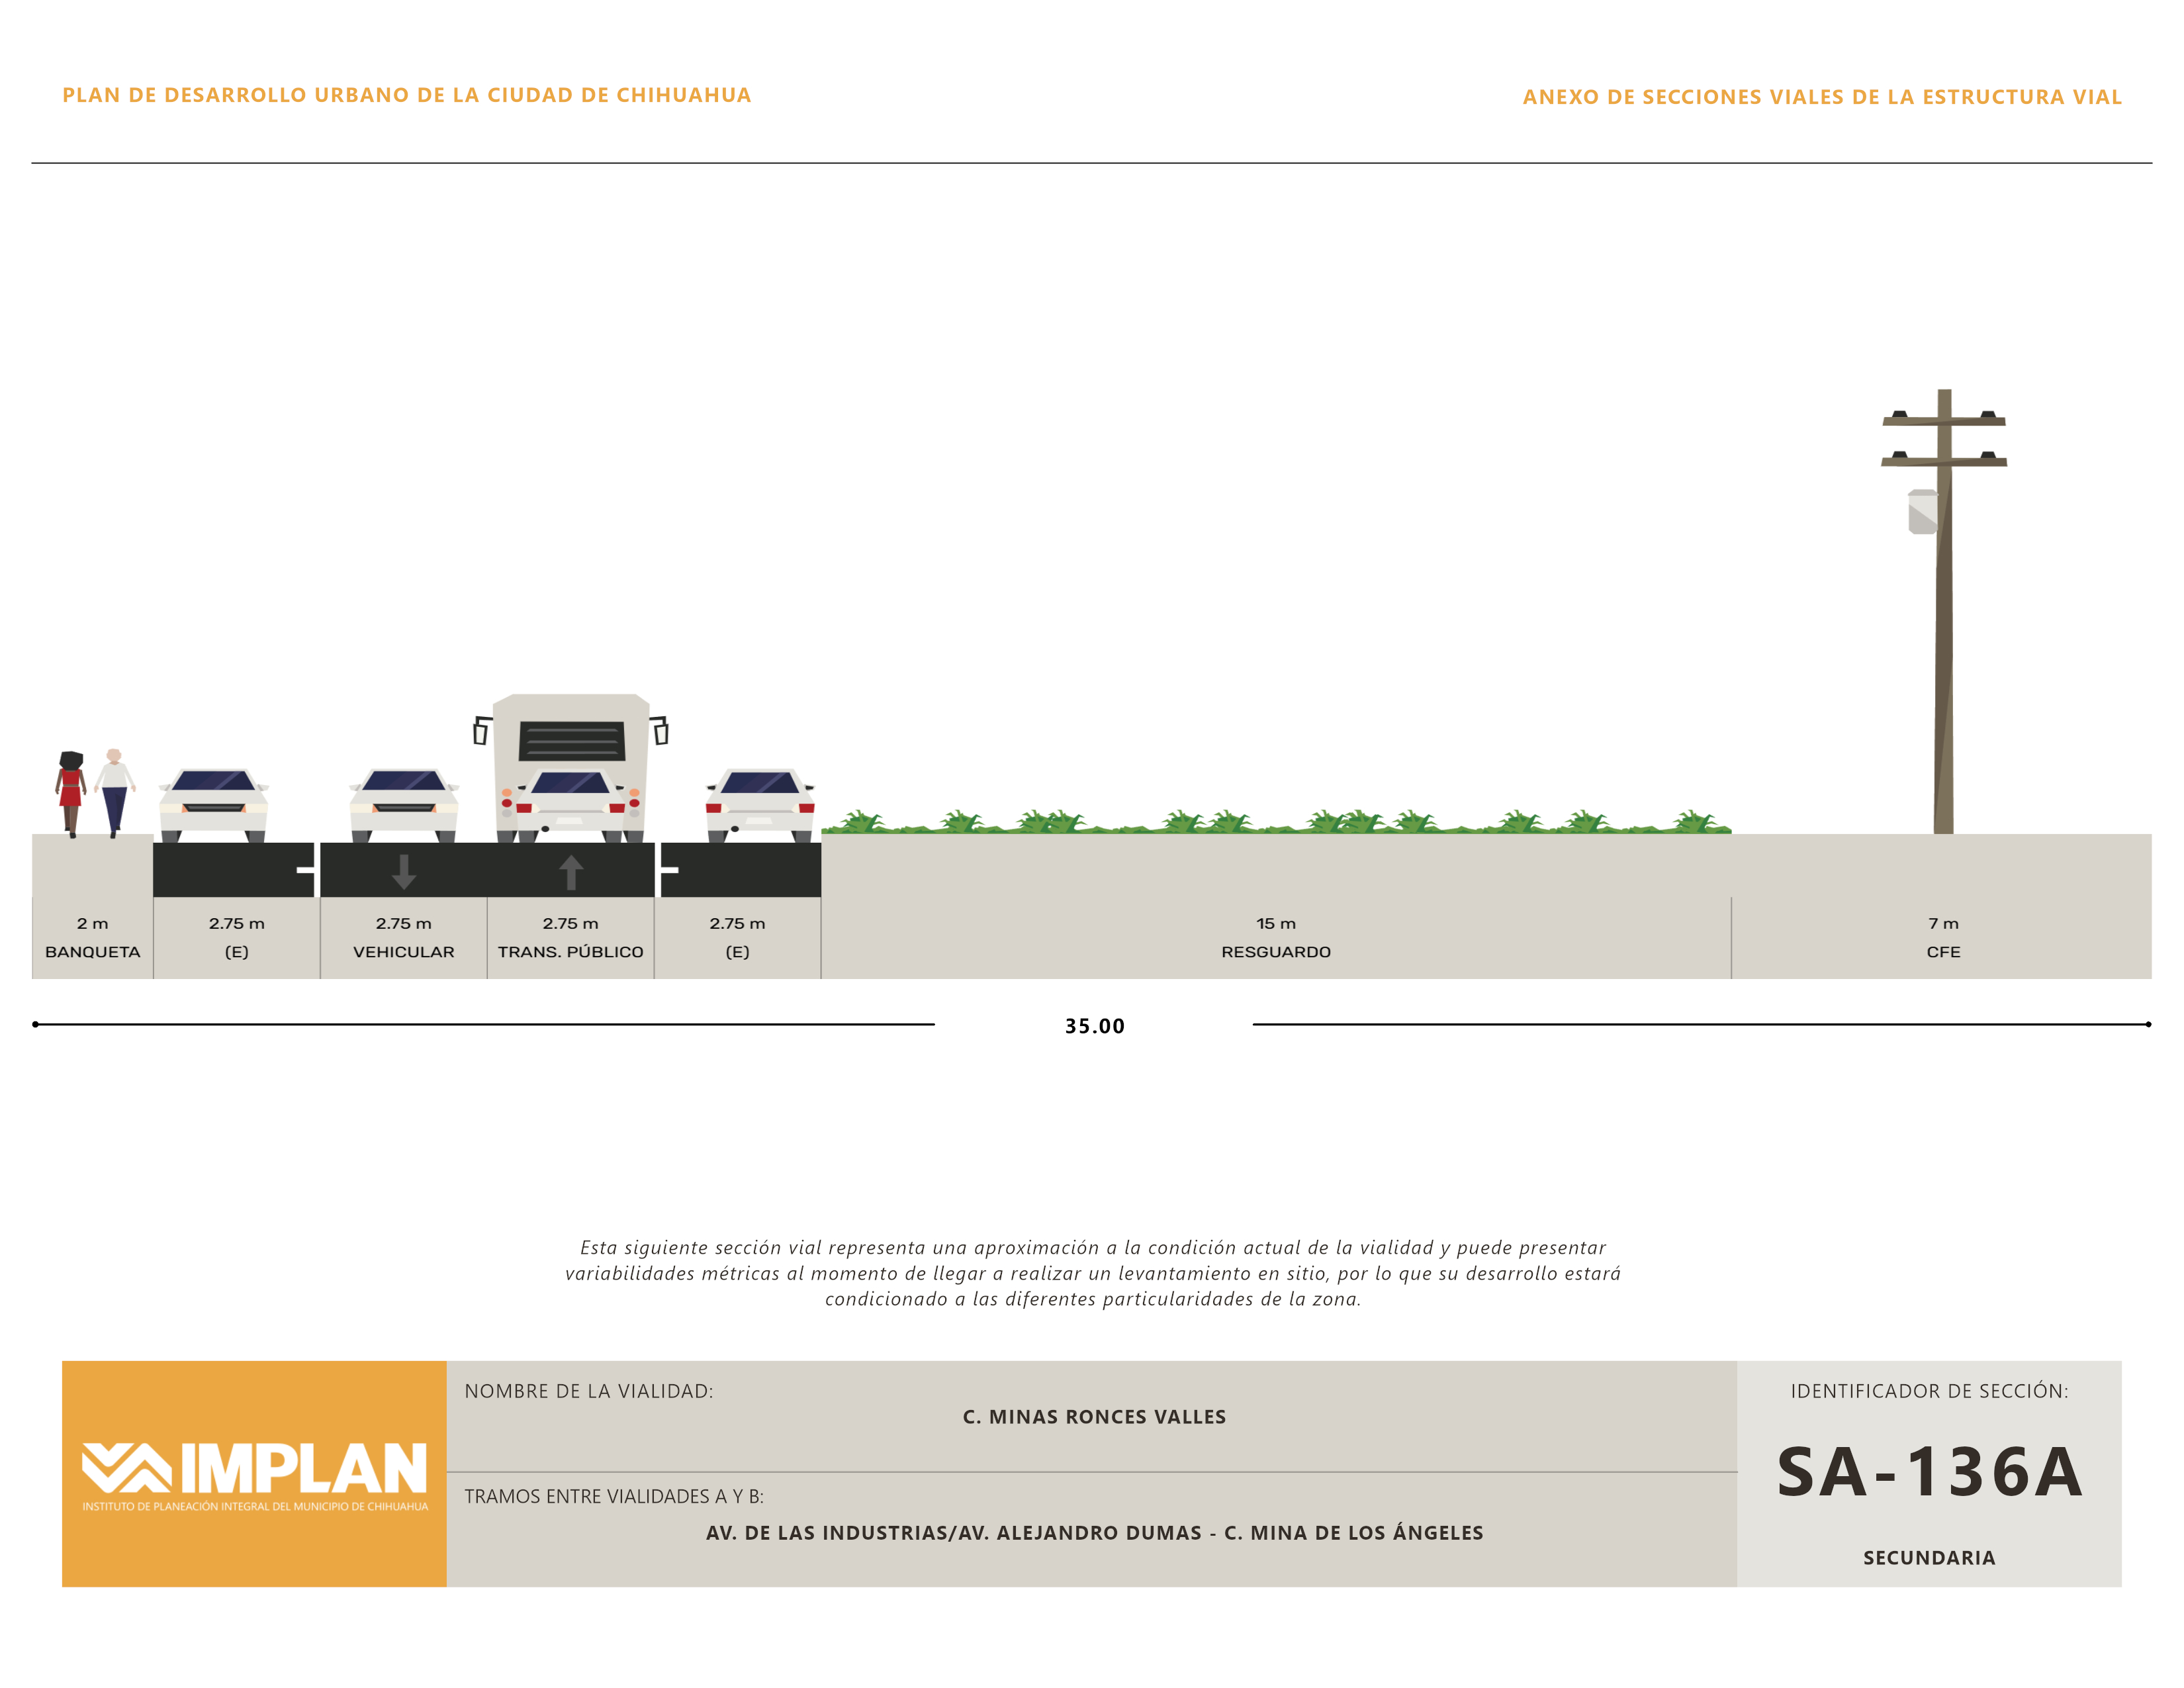 PLAN DE DESARROLLO URBANO DE LA CIUDAD DE CHIHUAHUA
ANEXO DE SECCIONES VIALES DE LA ESTRUCTURA VIAL
2 m
BANQUETA
2.75 m
(E)
2.75 m
VEHICULAR
2.75 m
TRANS. PÚBLICO
2.75 m
(E)
15 m
RESGUARDO
7 m
CFE
35.00
Esta siguiente sección vial representa una aproximación a la condición actual de la vialidad y puede presentar
variabilidades métricas al momento de llegar a realizar un levantamiento en sitio, por lo que su desarrollo estará
condicionado a las diferentes particularidades de la zona.
IMPLAN
INSTITUTO DE PLANEACIÓN INTEGRAL DEL MUNICIPIO DE CHIHUAHUA
NOMBRE DE LA VIALIDAD:
C. MINAS RONCES VALLES
TRAMOS ENTRE VIALIDADES A Y B:
AV. DE LAS INDUSTRIAS/AV. ALEJANDRO DUMAS - C. MINA DE LOS ÁNGELES
IDENTIFICADOR DE SECCIÓN:
SA-136A
SECUNDARIA